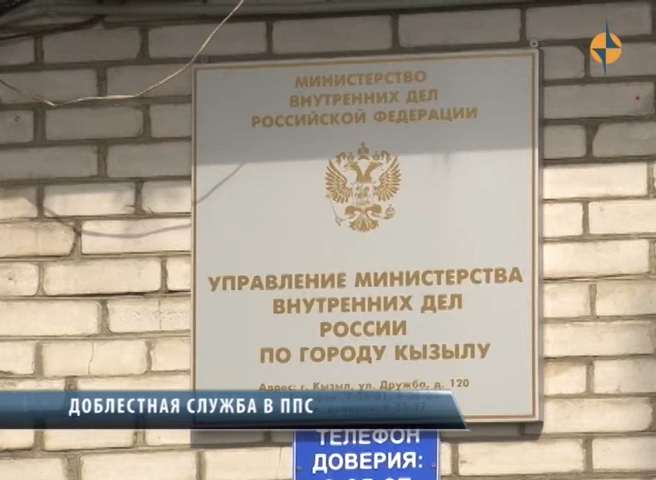 МИНИСТЕРСТВО
ВНУТРЕННИХ ДЕЛ
РОССИЙСКОЙ ФЕДЕРАЦИИ
УПРАВЛЕНИЕ МИНИСТЕРСТВА
ВНУТРЕННИХ ДЕЛ
РОССИИ
ПО ГОРОДУ КЫЗЫЛУ
Адрес: г. Кызыл, ул. Дружба, д. 120
ДОБЛЕСТНАЯ СЛУЖБА В ППС
ТЕЛЕФОН
ДОВЕРИЯ: